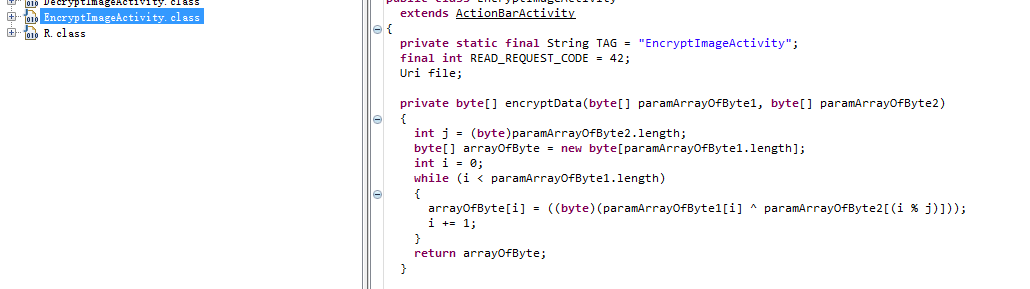 DecryptImageActivity.class
EncryptImageActivity.class
R.class
public class EncryptImageActivity
extends ActionBarActivity
{
private static final String TAG = "EncryptImageActivity";
final int READ_REQUEST_CODE = 42;
Uri file;
private byte[] encryptData(byte[] paramArrayOfByte1, byte[] paramArrayOfByte2)
{
int j = (byte)paramArrayOfByte2.length;
byte[] arrayOfByte = new byte[paramArrayOfByte1.length];
int i = 0;
while (i < paramArrayOfByte1.length)
{
arrayOfByte[i] = ((byte)(paramArrayOfByte1[i] ^ paramArrayOfByte2[(i % j)]));
i += 1;
}
return arrayOfByte;
}